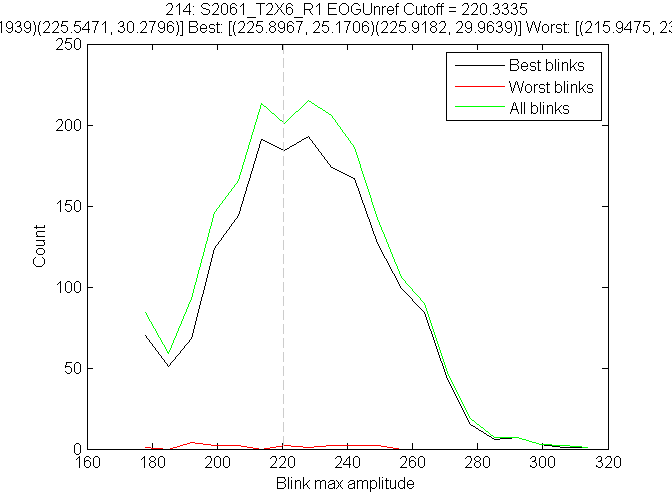 214: S2061_T2X6_R1 EOGUnref Cutoff = 220.3335
1939)(225.5471, 30.2796)] Best: [(225.8967, 25.1706)(225.9182, 29.9639)] Worst: [(215.9475, 23
250
200
150
100
50
0
Count
Best blinks
Worst blinks
All blinks
160 180 200 220 240 260 280 300 320
Blink max amplitude